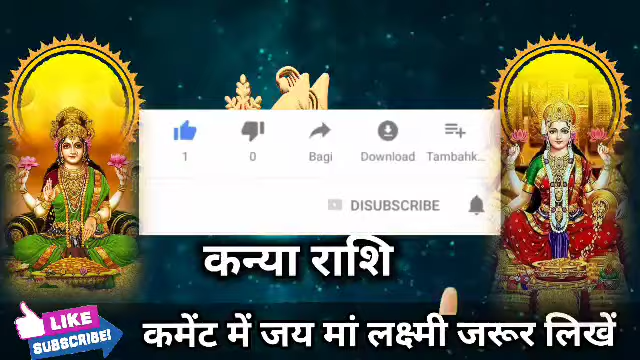 1 0 Bagi Download Tambahk...
DISUBSCRIBE
कन्या राशि
LIKE
SUBSCRIBE!
कमेंट में जय मां लक्ष्मी जरूर लिखें